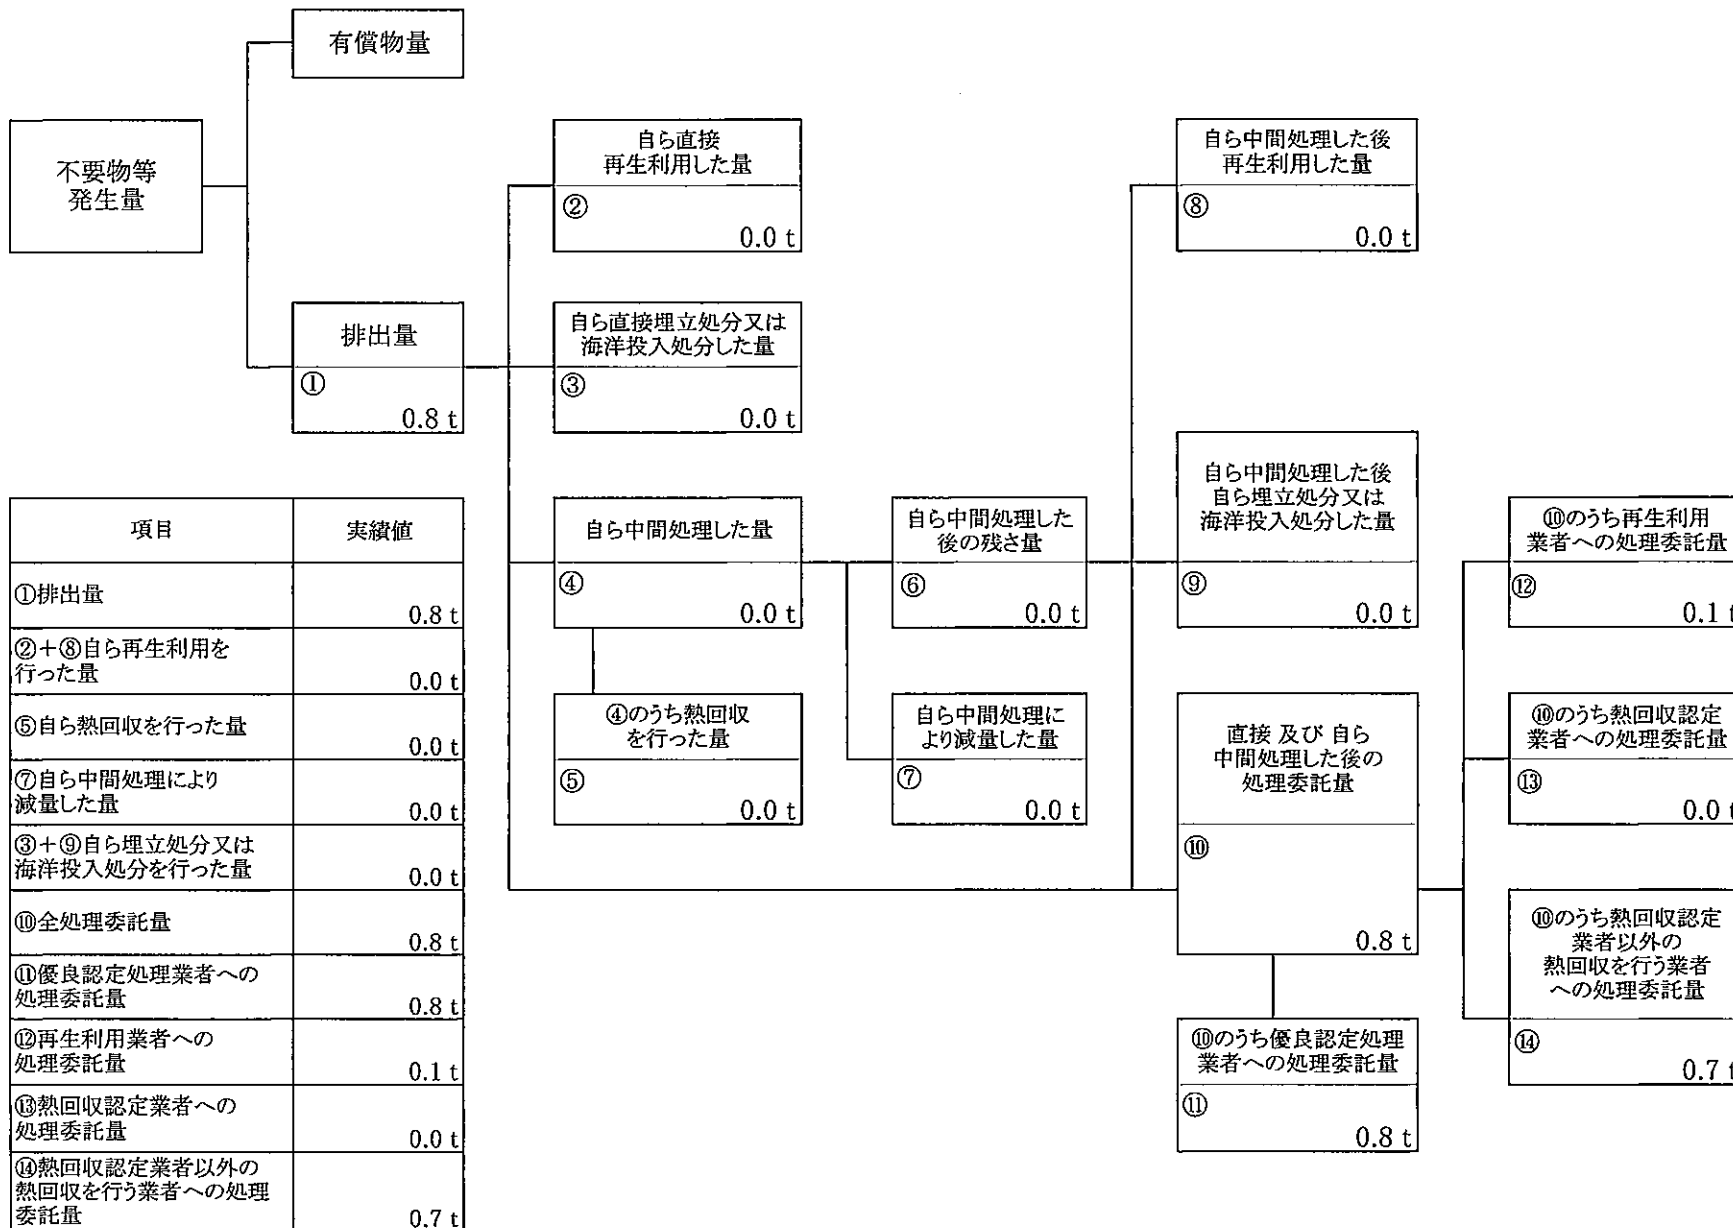 有償物量
不要物等
発生量
排出量
①
0.8 t
自ら直接
再生利用した量
②
0.0 t
自ら直接埋立処分又は
海洋投入処分した量
③
0.0 t
自ら中間処理した量
④
0.0 t
④のうち熱回収
を行った量
⑤
0.0 t
自ら中間処理した
後の残さ量
⑥
0.0 t
自ら中間処理に
より減量した量
⑦
0.0 t
自ら中間処理した後
再生利用した量
⑧
0.0 t
自ら中間処理した後
自ら埋立処分又は
海洋投入処分した量
⑨
0.0 t
直接 及び 自ら
中間処理した後の
処理委託量
⑩
0.8 t
⑩のうち優良認定処理
業者への処理委託量
⑪
0.8 t
⑩のうち再生利用
業者への処理委託量
⑫
0.1 t
⑩のうち熱回収認定
業者への処理委託量
⑬
0.0 t
⑩のうち熱回収認定
業者以外の
熱回収を行う業者
への処理委託量
⑭
0.7 t
項目 実績値
①排出量
0.8 t
②+⑧自ら再生利用を
行った量
0.0 t
⑤自ら熱回収を行った量
0.0 t
⑦自ら中間処理により
減量した量
0.0 t
③+⑨自ら埋立処分又は
海洋投入処分を行った量
0.0 t
⑩全処理委託量
0.8 t
⑪優良認定処理業者への
処理委託量
0.8 t
⑫再生利用業者への
処理委託量
0.1 t
⑬熱回収認定業者への
処理委託量
0.0 t
⑭熱回収認定業者以外の
熱回収を行う業者への処理
委託量
0.7 t